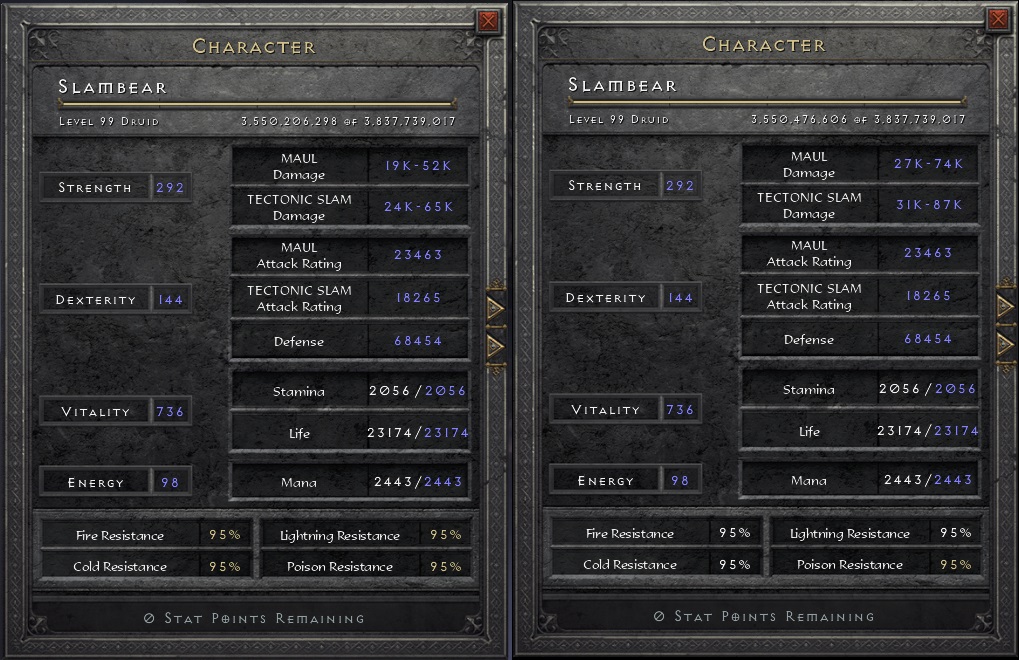 CHARACTER
SLAMBEAR
LEVEL 99 DRUID 3,550,206,298 OF 3,837,739,017
STRENGTH 292
MAUL
Damage 19K-52K
TECTONIC SLAM
Damage 24K-65K
MAUL
Attack Rating 23463
DEXTERITY 144
TECTONIC SLAM
Attack Rating 18265
Defense 68454
Stamina 2056/2056
VITALITY 736
Life 23174/23174
ENERGY 98
Mana 2443/2443
Fire Resistance 95% Lightning Resistance 95%
Cold Resistance 95% Poison Resistance 95%
0 STAT POINTS REMAINING
CHARACTER
SLAMBEAR
LEVEL 99 DRUID 3,550,476,606 OF 3,837,739,017
STRENGTH 292
MAUL
Damage 27K-74K
TECTONIC SLAM
Damage 31K-87K
MAUL
Attack Rating 23463
DEXTERITY 144
TECTONIC SLAM
Attack Rating 18265
Defense 68454
Stamina 2056/2056
VITALITY 736
Life 23174/23174
ENERGY 98
Mana 2443/2443
Fire Resistance 95% Lightning Resistance 95%
Cold Resistance 95% Poison Resistance 95%
0 STAT POINTS REMAINING